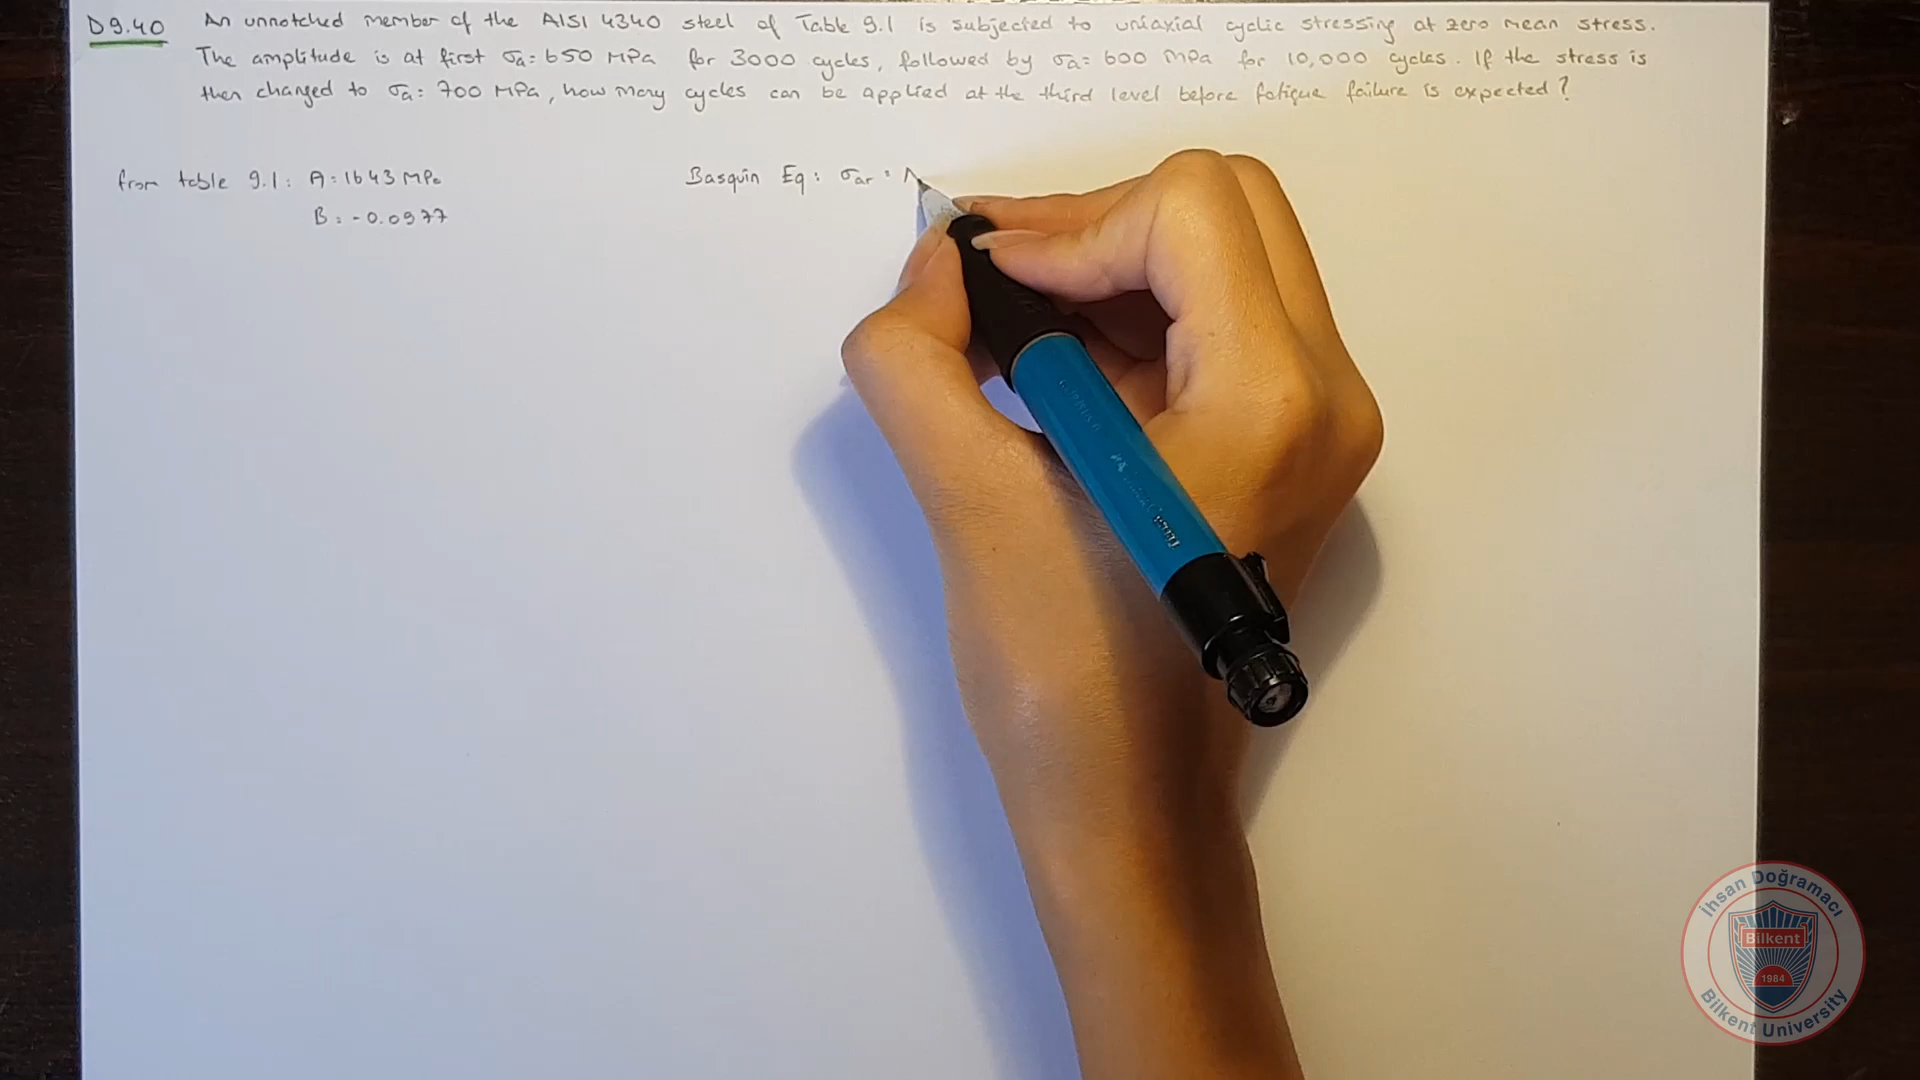 D9.40 An unnotched member of the AISI 4340 steel of Table 9.1 is subjected to uniaxial cyclic stressing at zero mean stress.
The amplitude is at first σa = 650 MPa for 3000 cycles, followed by σa = 600 MPa for 10,000 cycles. If the stress is
then changed to σa = 700 MPa, how many cycles can be applied at the third level before fatigue failure is expected?
from table 9.1: A = 1643 MPa
B = -0.0977
Basquin Eq: σar =
İhsan Doğramacı
Bilkent
1984
Bilkent University